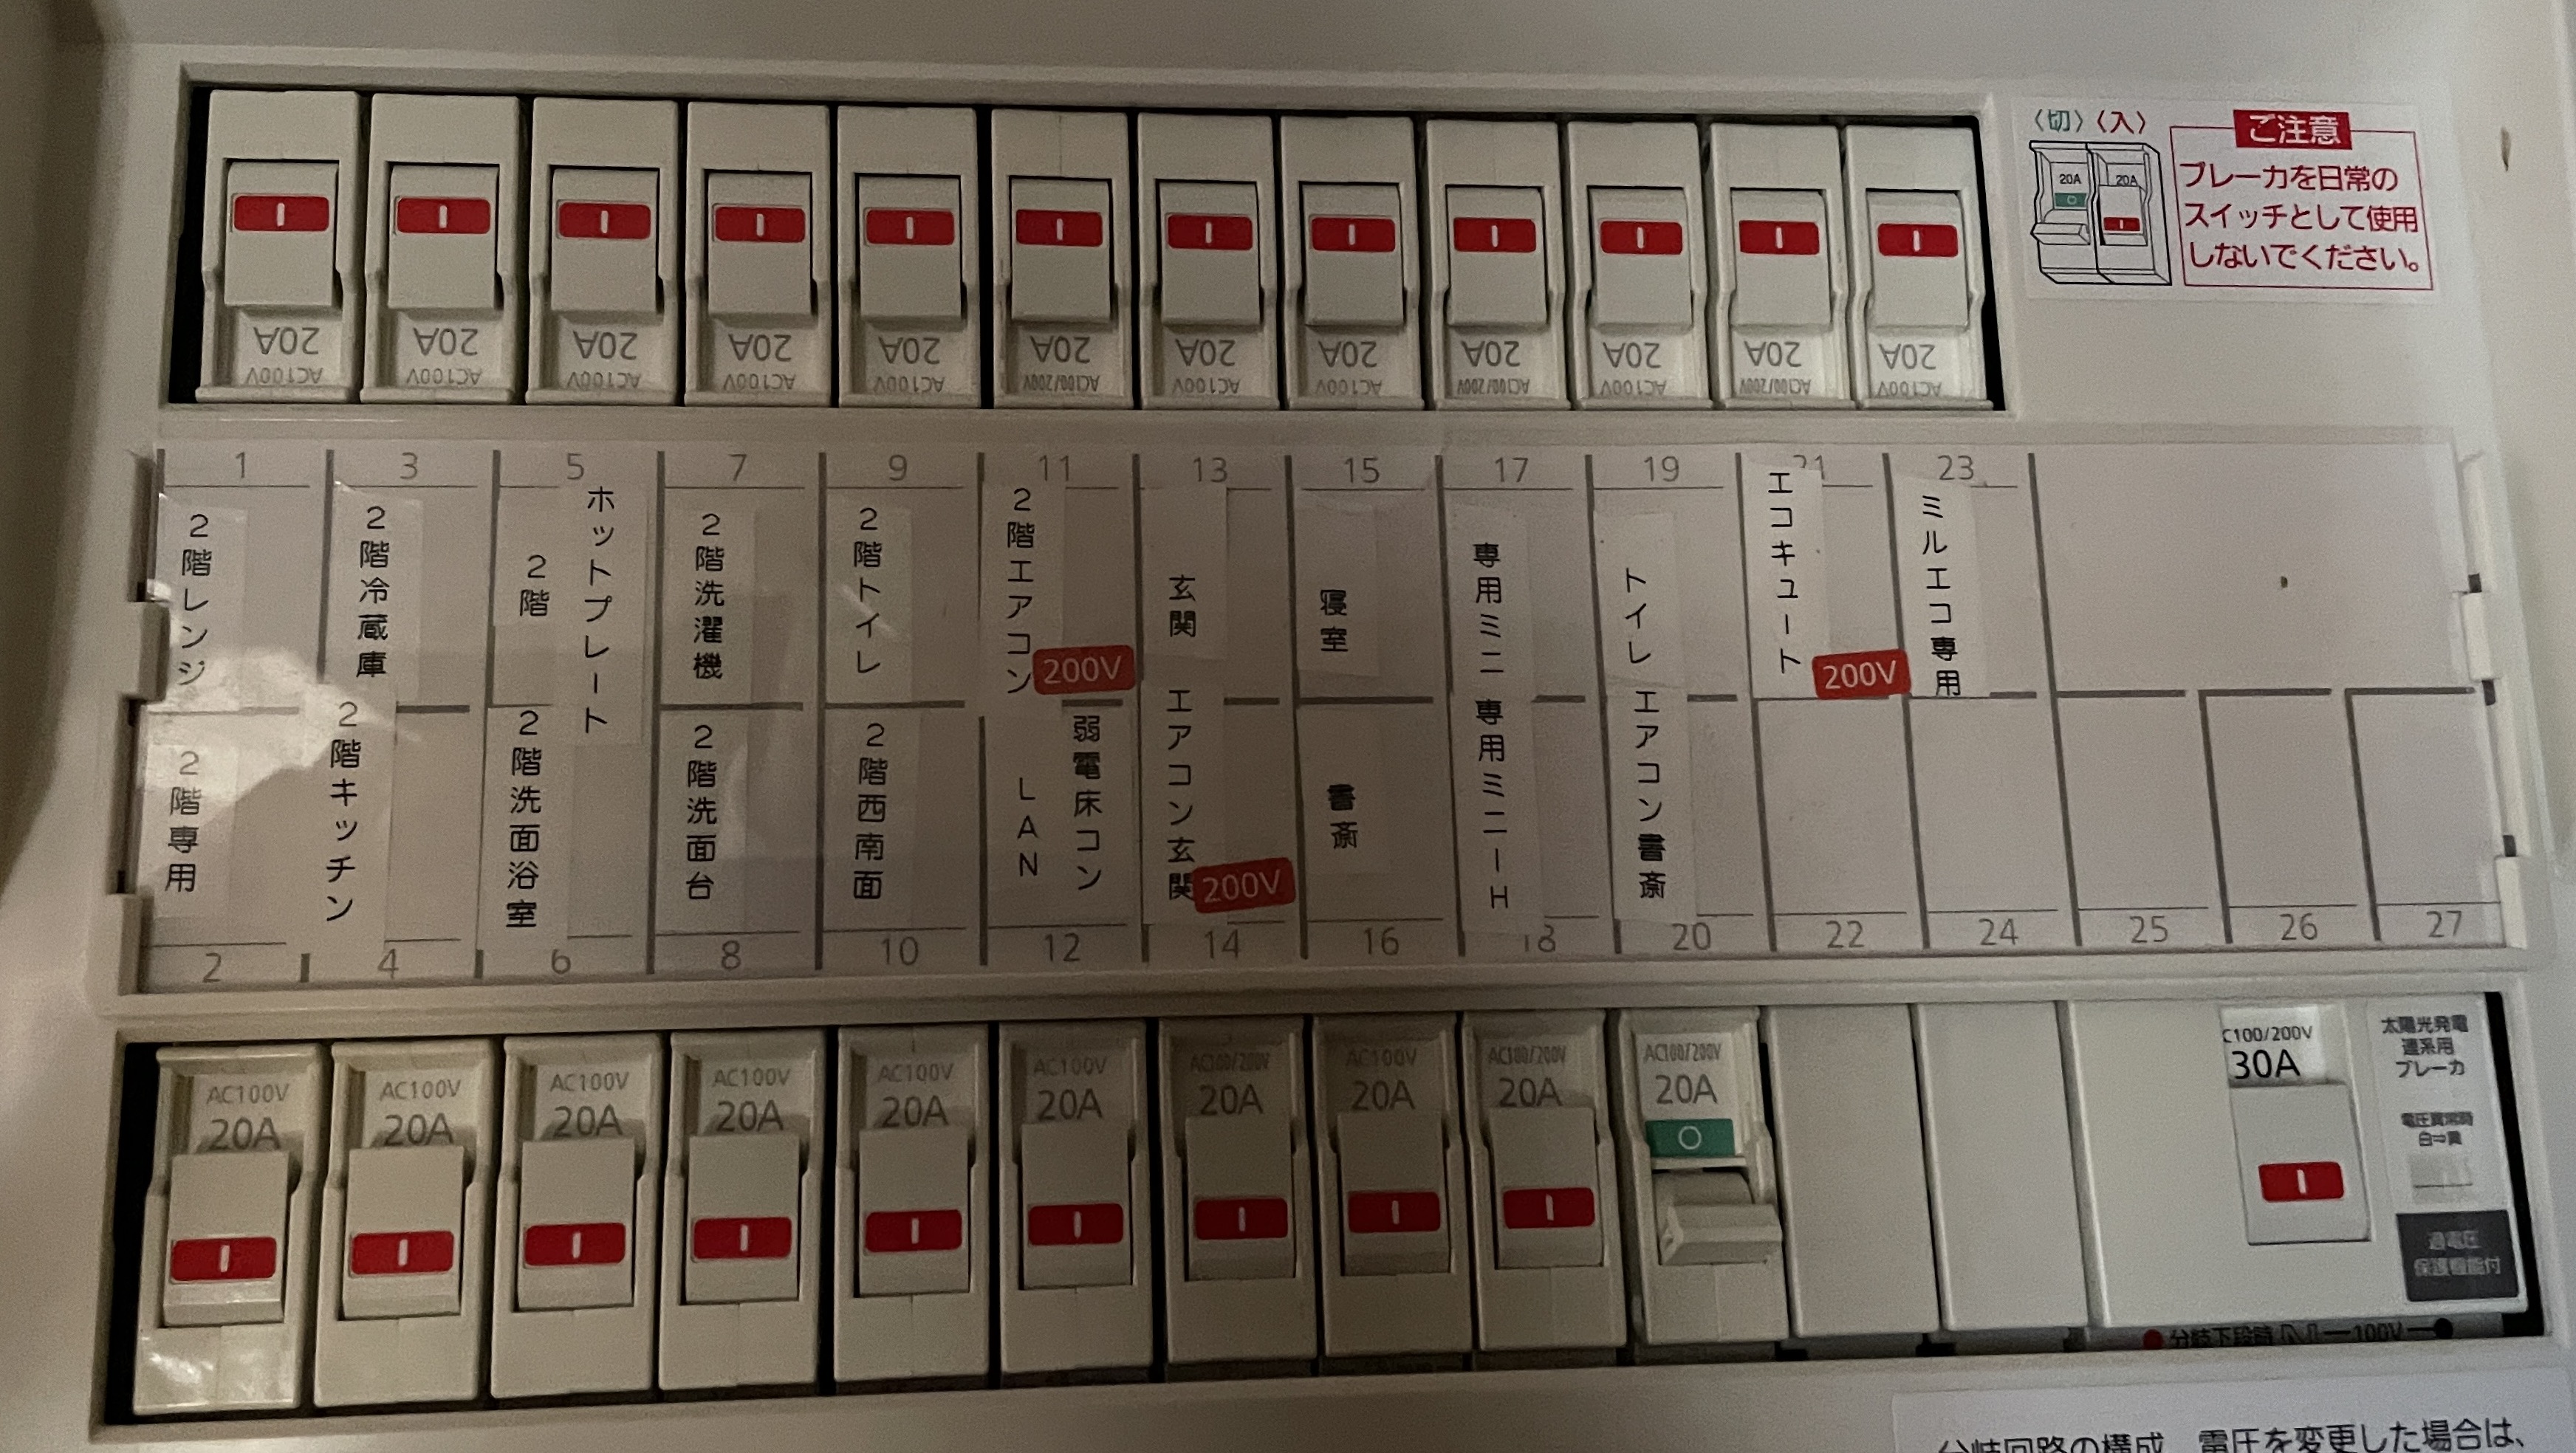 20A
AC100V
20A
AC100V
20A
AC100V
20A
AC100V
20A
AC100V
20A
AC100/200V
20A
AC100V
20A
AC100V
20A
AC100/200V
20A
AC100V
20A
AC100/200V
20A
AC100V
〈切〉〈入〉
20A
20A
ご注意
ブレーカを日常の
スイッチとして使用
しないでください。
1
2階レンジ
3
2階冷蔵庫
5
ホットプレート
2階
7
2階洗濯機
9
2階トイレ
11
2階エアコン
200V
13
玄関
15
寝室
17
専用ミニ
19
トイレ
21
エコキュート
200V
23
ミルエコ専用
2階専用
2
2階キッチン
4
2階洗面浴室
6
2階洗面台
8
2階西南面
10
弱電床コン
LAN
12
エアコン玄関
200V
14
書斎
16
専用ミニIH
18
エアコン書斎
20
22
24
25
26
27
AC100V
20A
AC100V
20A
AC100V
20A
AC100V
20A
AC100V
20A
AC100V
20A
AC100/200V
20A
AC100V
20A
AC100/200V
20A
AC100/200V
20A
C100/200V
30A
太陽光発電
連系用
ブレーカ
電圧異常時
白⇒黄
過電圧
保護機能付
分岐下段時
100V
分岐回路の構成、電圧を変更した場合は、